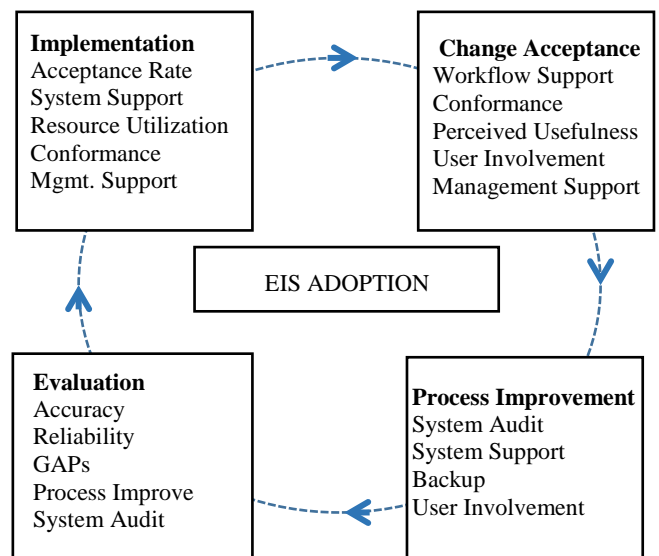 Implementation
Acceptance Rate
System Support
Resource Utilization
Conformance
Mgmt. Support
Change Acceptance
Workflow Support
Conformance
Perceived Usefulness
User Involvement
Management Support
EIS ADOPTION
Evaluation
Accuracy
Reliability
GAPs
Process Improve
System Audit
Process Improvement
System Audit
System Support
Backup
User Involvement